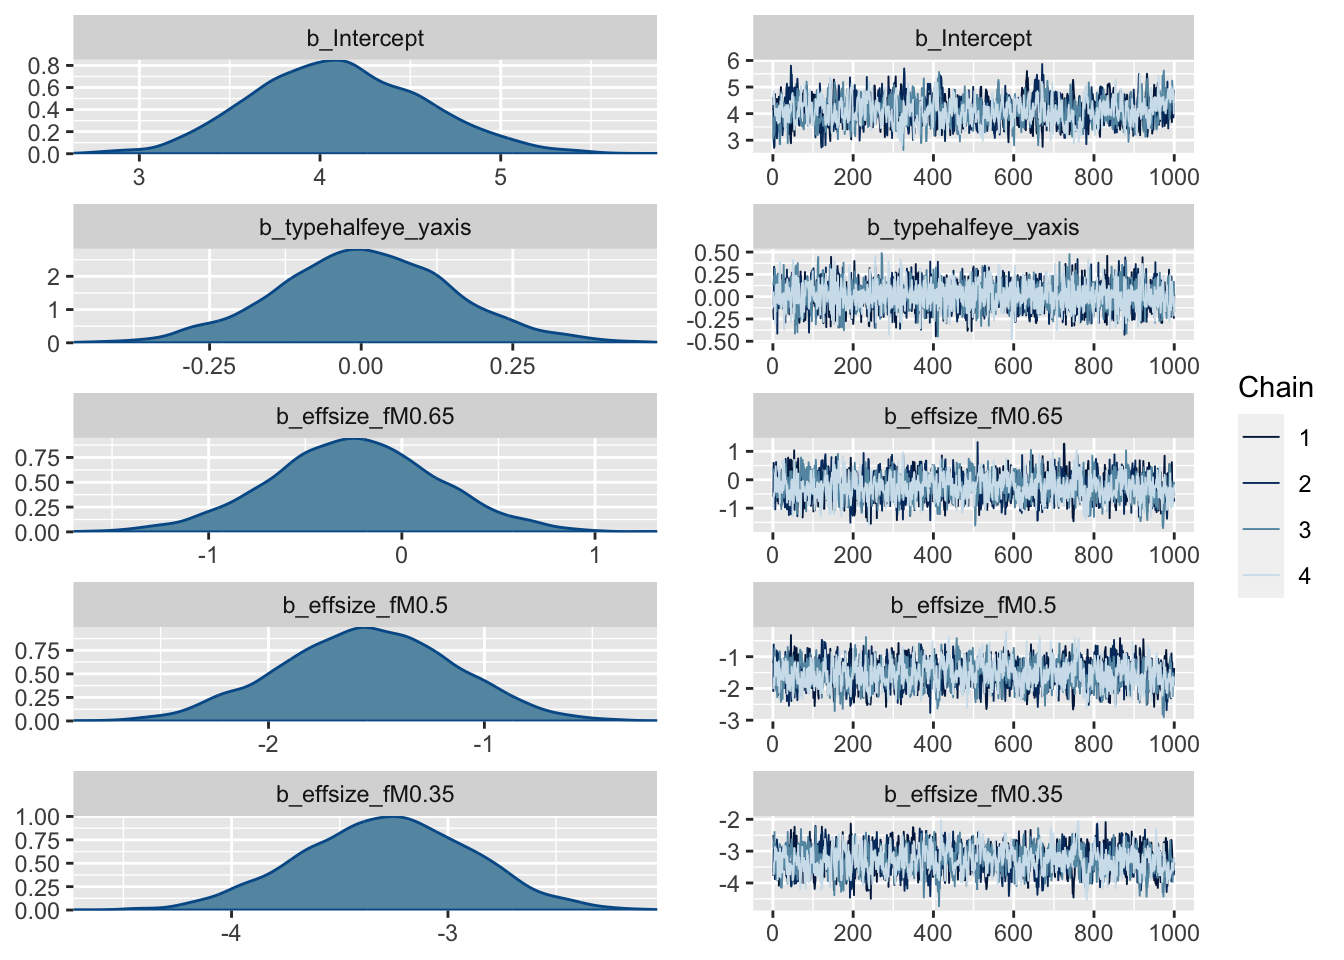 b_Intercept
0.8
0.6
0.4
0.2
0.0
3 4 5
b_Intercept
6
5
4
3
0 200 400 600 800 1000
b_typehalfeye_yaxis
2
1
0
-0.25 0.00 0.25
b_typehalfeye_yaxis
0.50
0.25
0.00
-0.25
-0.50
0 200 400 600 800 1000
b_effsize_fM0.65
0.75
0.50
0.25
0.00
-1 0 1
b_effsize_fM0.65
1
0
-1
0 200 400 600 800 1000
b_effsize_fM0.5
0.75
0.50
0.25
0.00
-2 -1
b_effsize_fM0.5
-1
-2
-3
0 200 400 600 800 1000
b_effsize_fM0.35
1.00
0.75
0.50
0.25
0.00
-4 -3
b_effsize_fM0.35
-2
-3
-4
0 200 400 600 800 1000
Chain
1
2
3
4